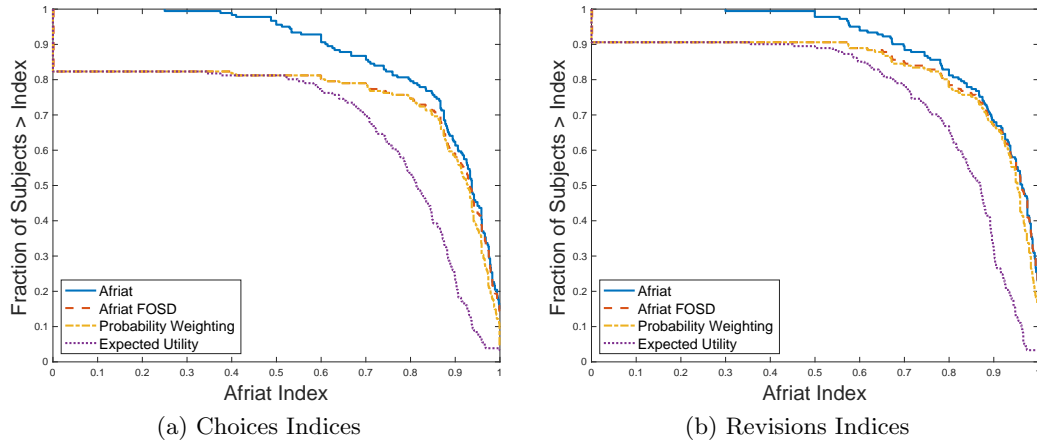 1
0.9
0.8
0.7
0.6
0.5
0.4
0.3
0.2
0.1
0
Fraction of Subjects > Index
Afriat
Afriat FOSD
Probability Weighting
Expected Utility
0 0.1 0.2 0.3 0.4 0.5 0.6 0.7 0.8 0.9 1
Afriat Index
(a) Choices Indices
1
0.9
0.8
0.7
0.6
0.5
0.4
0.3
0.2
0.1
0
Fraction of Subjects > Index
Afriat
Afriat FOSD
Probability Weighting
Expected Utility
0 0.1 0.2 0.3 0.4 0.5 0.6 0.7 0.8 0.9 1
Afriat Index
(b) Revisions Indices